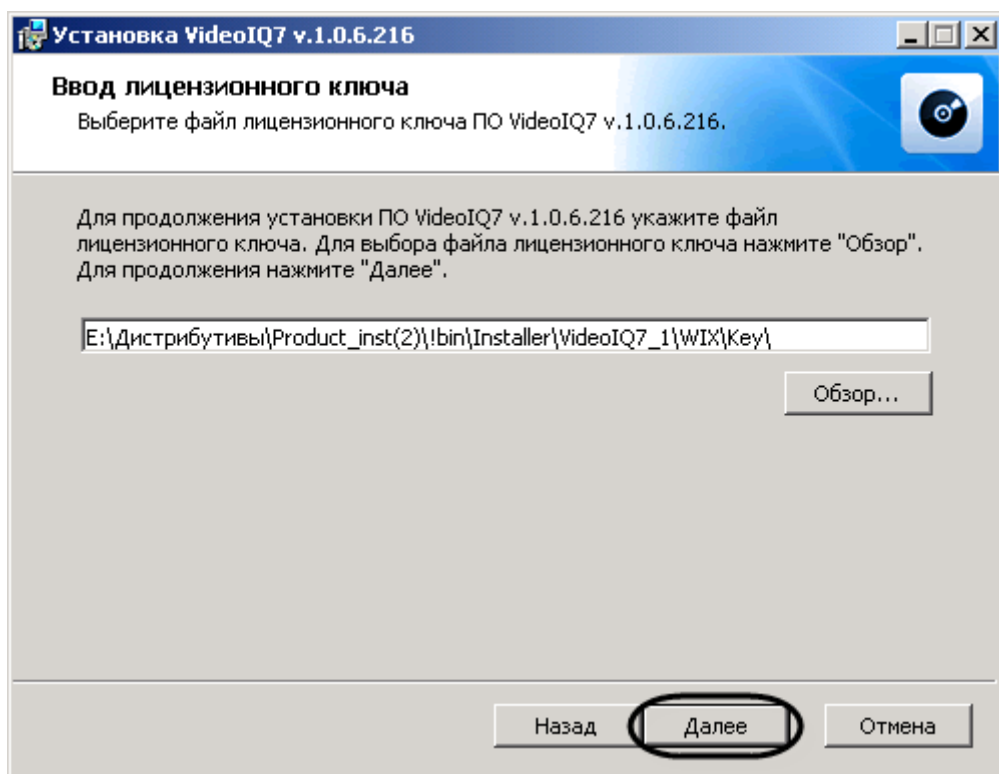 Установка VideoIQ7 v.1.0.6.216
Ввод лицензионного ключа
Выберите файл лицензионного ключа ПО VideoIQ7 v.1.0.6.216.
Для продолжения установки ПО VideoIQ7 v.1.0.6.216 укажите файл
лицензионного ключа. Для выбора файла лицензионного ключа нажмите "Обзор".
Для продолжения нажмите "Далее".
E:\Дистрибутивы\Product_inst(2)\!bin\Installer\VideoIQ7_1\WIX\Key\
Обзор...
Назад Далее Отмена